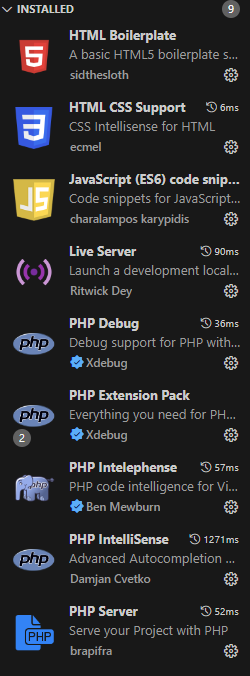 INSTALLED 9
HTML Boilerplate
A basic HTML5 boilerplate s...
sidthesloth
HTML CSS Support 6ms
CSS Intellisense for HTML
ecmel
JavaScript (ES6) code snip...
Code snippets for JavaScript...
charalampos karypidis
Live Server 90ms
Launch a development local...
Ritwick Dey
PHP Debug 36ms
Debug support for PHP with...
Xdebug
PHP Extension Pack
Everything you need for PH...
Xdebug
2
PHP Intelephense 57ms
PHP code intelligence for Vi...
Ben Mewburn
PHP IntelliSense 1271ms
Advanced Autocompletion ...
Damjan Cvetko
PHP Server 52ms
Serve your Project with PHP
brapifra
5
3
JS
php
php
php
php
PHP